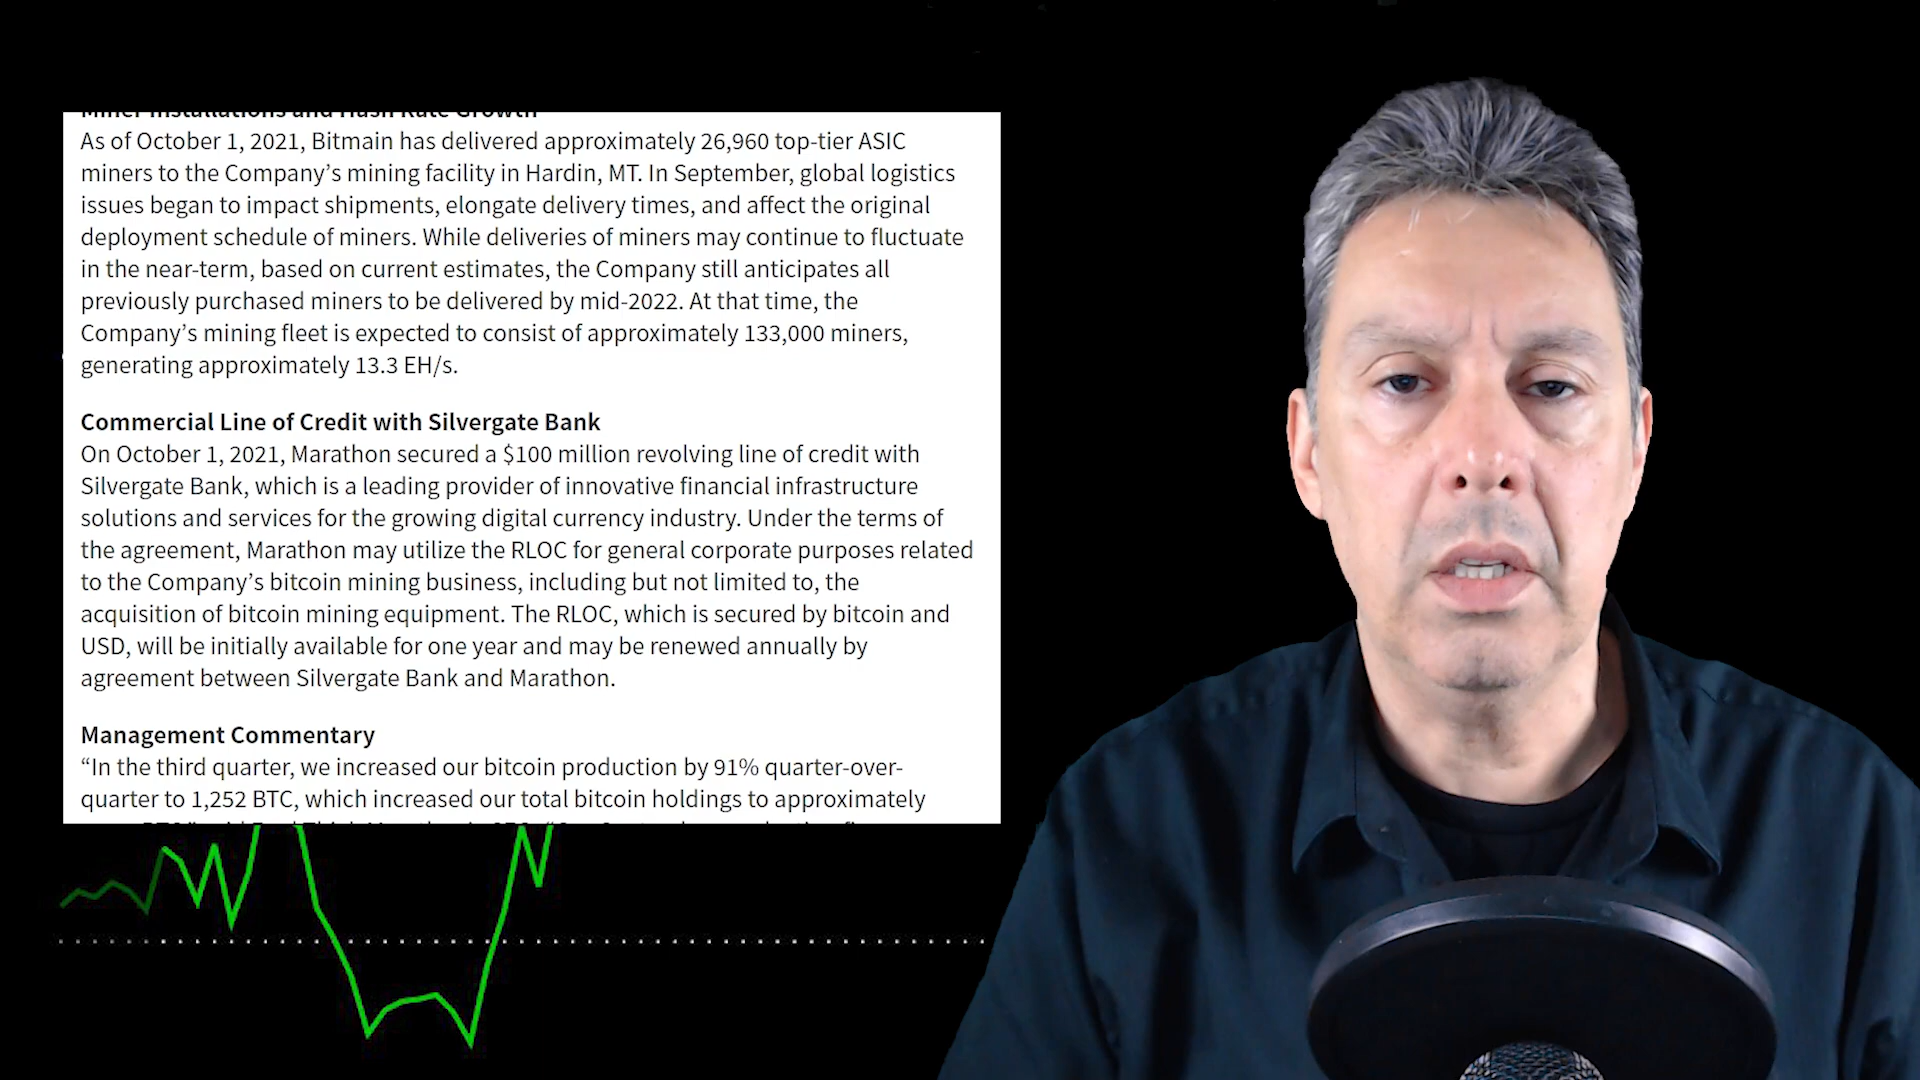 Miner Installations and Hash Rate Growth
As of October 1, 2021, Bitmain has delivered approximately 26,960 top-tier ASIC
miners to the Company’s mining facility in Hardin, MT. In September, global logistics
issues began to impact shipments, elongate delivery times, and affect the original
deployment schedule of miners. While deliveries of miners may continue to fluctuate
in the near-term, based on current estimates, the Company still anticipates all
previously purchased miners to be delivered by mid-2022. At that time, the
Company’s mining fleet is expected to consist of approximately 133,000 miners,
generating approximately 13.3 EH/s.
Commercial Line of Credit with Silvergate Bank
On October 1, 2021, Marathon secured a $100 million revolving line of credit with
Silvergate Bank, which is a leading provider of innovative financial infrastructure
solutions and services for the growing digital currency industry. Under the terms of
the agreement, Marathon may utilize the RLOC for general corporate purposes related
to the Company’s bitcoin mining business, including but not limited to, the
acquisition of bitcoin mining equipment. The RLOC, which is secured by bitcoin and
USD, will be initially available for one year and may be renewed annually by
agreement between Silvergate Bank and Marathon.
Management Commentary
“In the third quarter, we increased our bitcoin production by 91% quarter-over-
quarter to 1,252 BTC, which increased our total bitcoin holdings to approximately